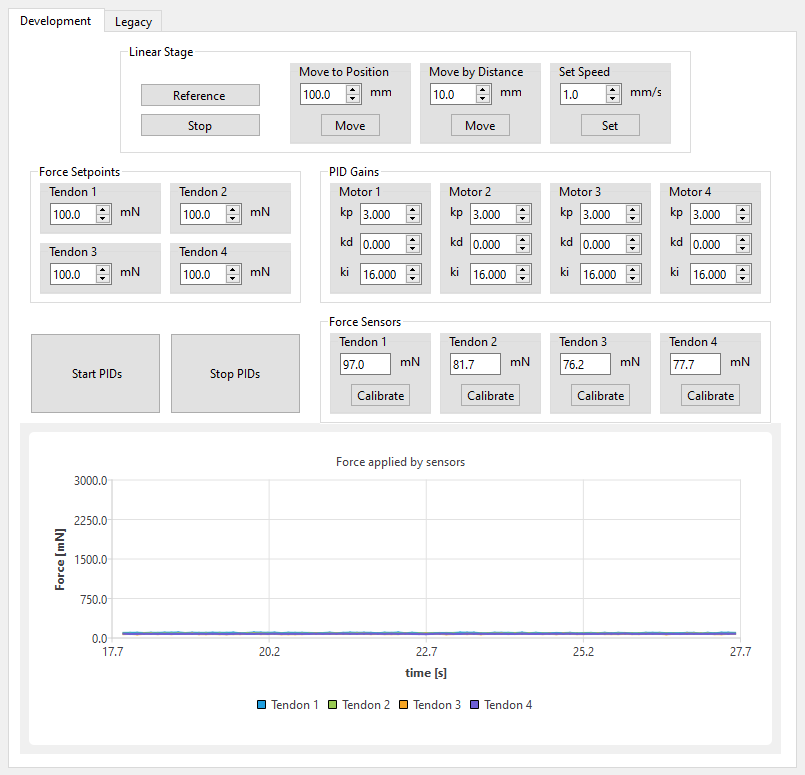 Development Legacy
Linear Stage
Move to Position Move by Distance Set Speed
Reference 100.0 mm 10.0 mm 1.0 mm/s
Stop Move Move Set
Force Setpoints PID Gains
Tendon 1 Tendon 2 Motor 1 Motor 2 Motor 3 Motor 4
100.0 mN 100.0 mN kp 3.000 kp 3.000 kp 3.000 kp 3.000
kd 0.000 kd 0.000 kd 0.000 kd 0.000
Tendon 3 Tendon 4
100.0 mN 100.0 mN ki 16.000 ki 16.000 ki 16.000 ki 16.000
Force Sensors
Tendon 1 Tendon 2 Tendon 3 Tendon 4
97.0 mN 81.7 mN 76.2 mN 77.7 mN
Start PIDs Stop PIDs
Calibrate Calibrate Calibrate Calibrate
Force applied by sensors
3000.0
2250.0
1500.0
750.0
0.0
Force [mN]
17.7 20.2 22.7 25.2 27.7
time [s]
Tendon 1 Tendon 2 Tendon 3 Tendon 4